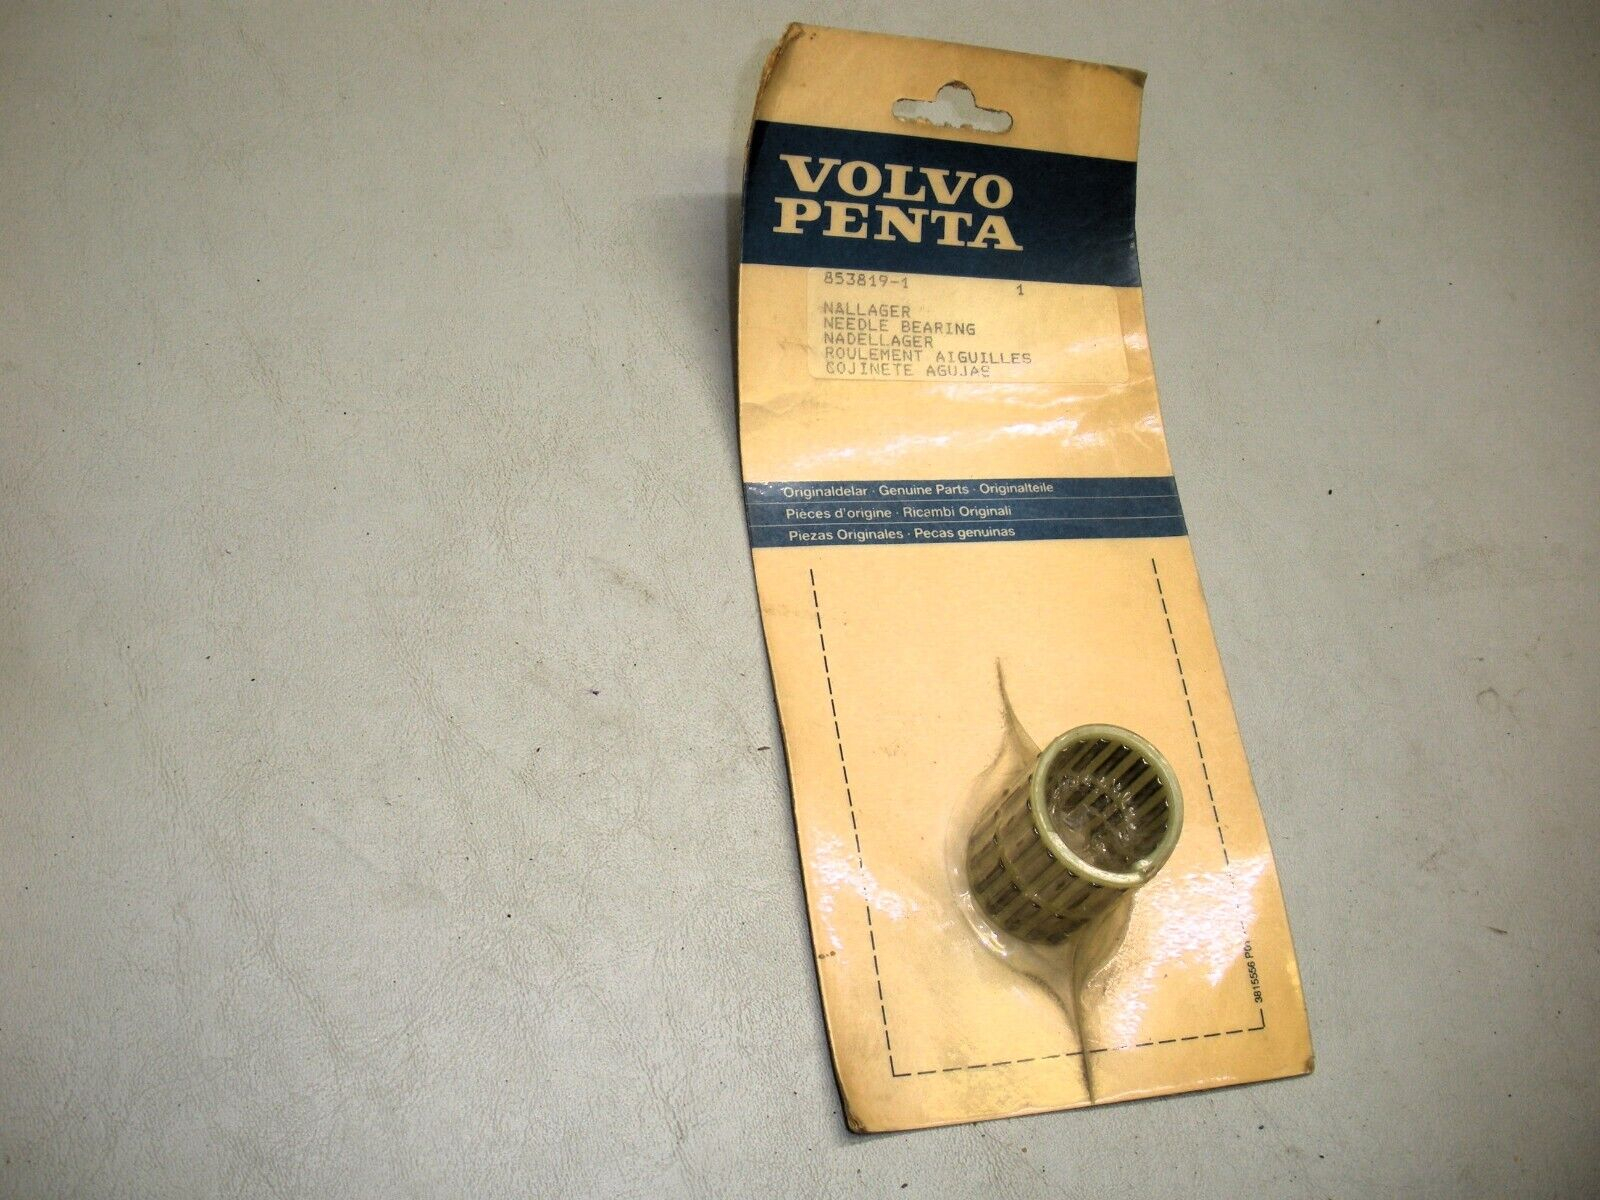 VOLVO
PENTA
853819-1 1
NÅLLAGER
NEEDLE BEARING
NADELLAGER
ROULEMENT AIGUILLES
COJINETE AGUJAS
Originaldelar · Genuine Parts · Originalteile
Pièces d'origine · Ricambi Originali
Piezas Originales · Peças genuinas
3815556